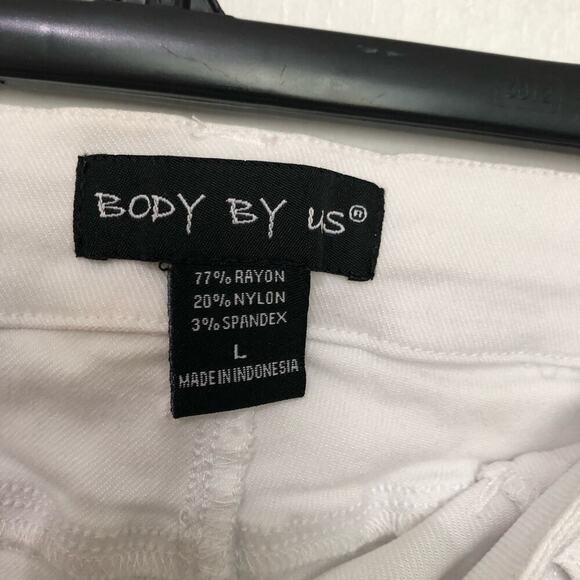 BODY BY US®
77% RAYON
20% NYLON
3% SPANDEX
L
MADE IN INDONESIA